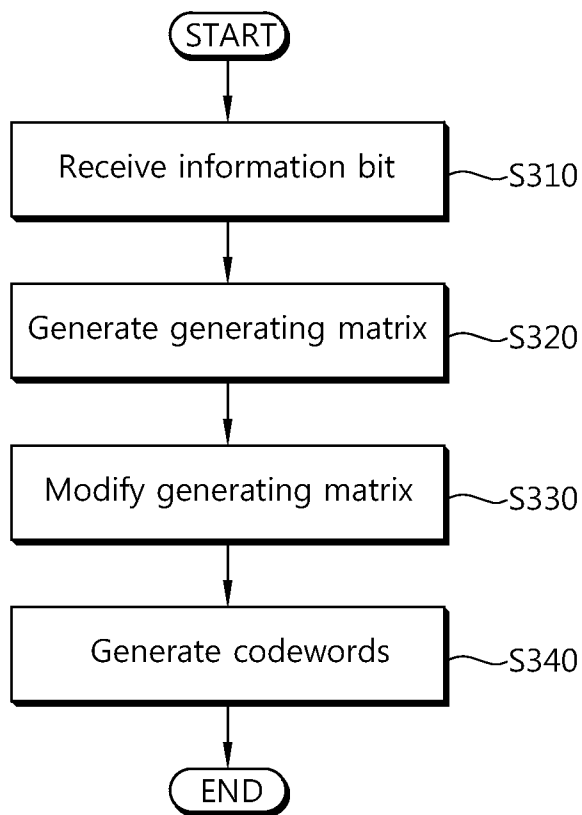 START
Receive information bit
S310
Generate generating matrix
S320
Modify generating matrix
S330
Generate codewords
S340
END